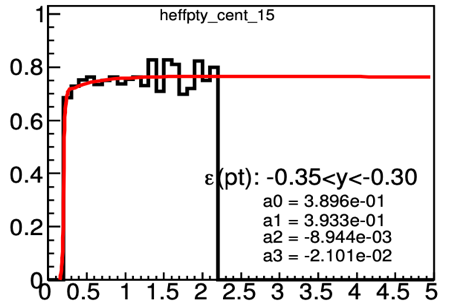 heffpty_cent_15
1
0.8
0.6
0.4
0.2
0
ε(pt): -0.35<y<-0.30
a0 = 3.896e-01
a1 = 3.933e-01
a2 = -8.944e-03
a3 = -2.101e-02
0 0.5 1 1.5 2 2.5 3 3.5 4 4.5 5